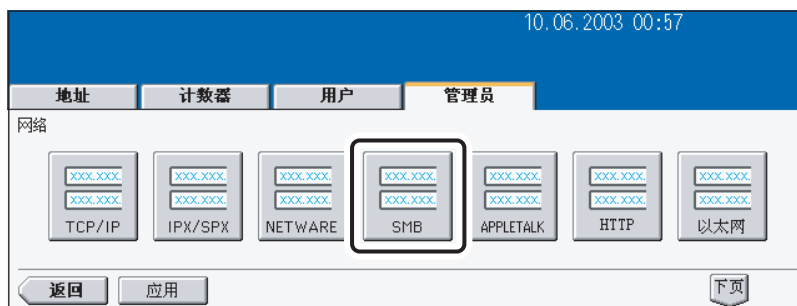 10.06.2003 00:57
地址 计数器 用户 管理员
网络
xxx.xxx. xxx.xxx. xxx.xxx. xxx.xxx. xxx.xxx. xxx.xxx. xxx.xxx.
xxx.xxx. xxx.xxx. xxx.xxx. xxx.xxx. xxx.xxx. xxx.xxx. xxx.xxx.
TCP/IP IPX/SPX NETWARE SMB APPLETALK HTTP 以太网
返回 应用 下页